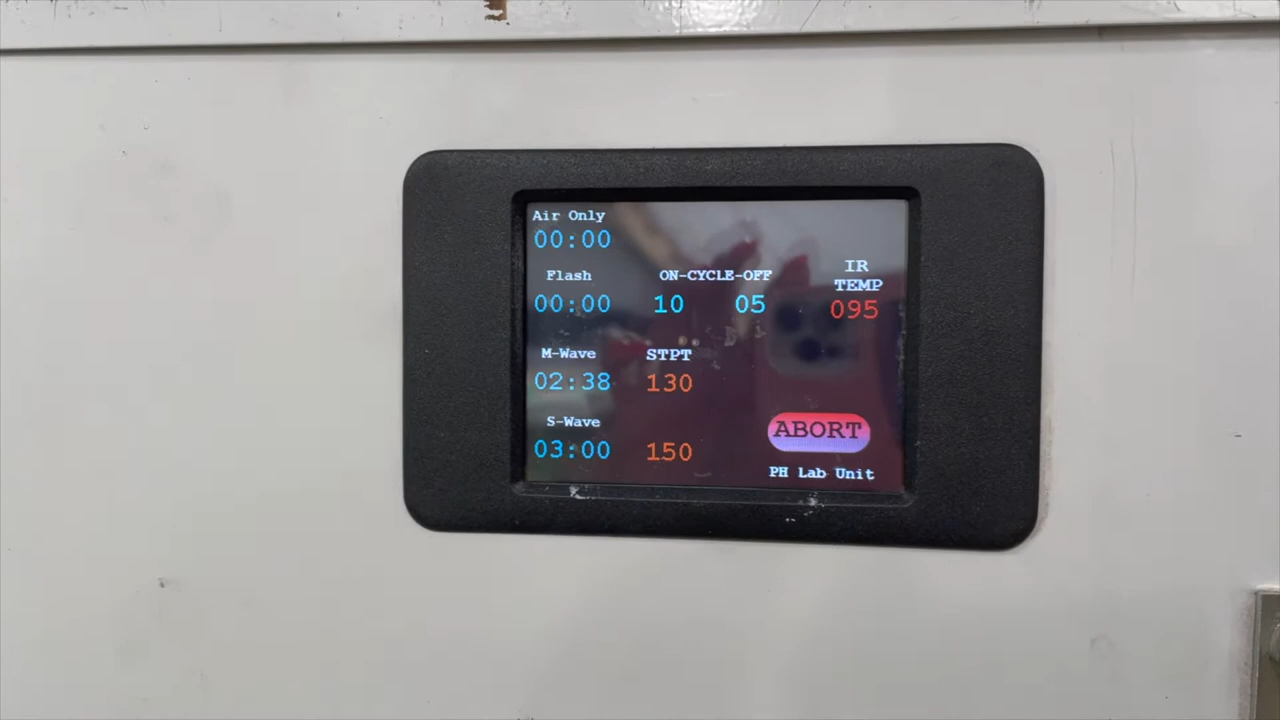 Air Only
00:00
Flash ON-CYCLE-OFF IR TEMP
00:00 10 05 095
M-Wave STPT
02:38 130
S-Wave
03:00 150
ABORT
PH Lab Unit